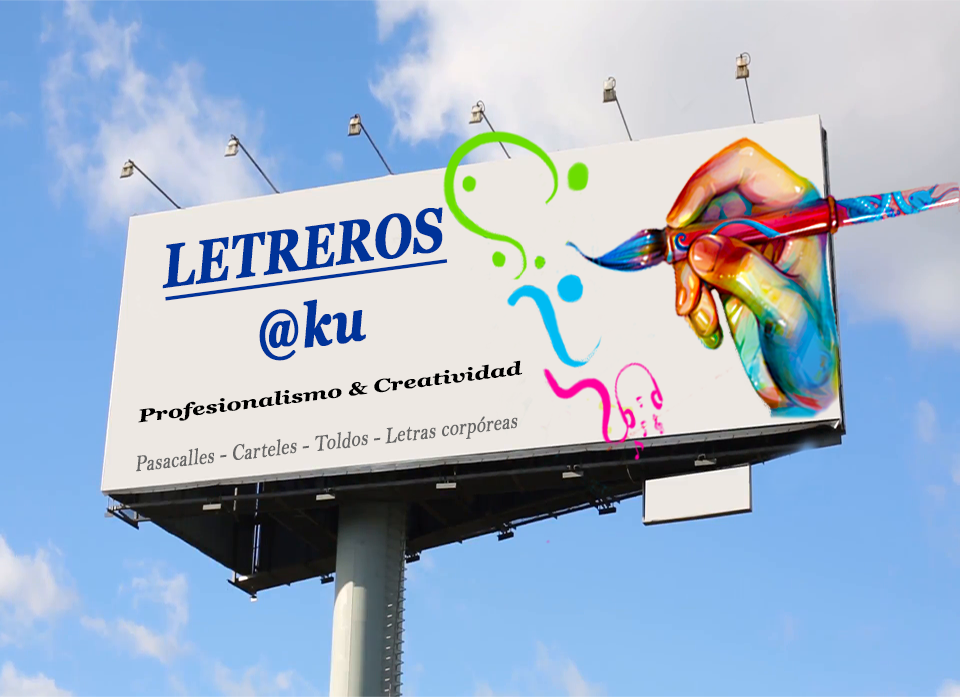 LETREROS
@ku
Profesionalismo & Creatividad
Pasacalles - Carteles - Toldos - Letras corpóreas